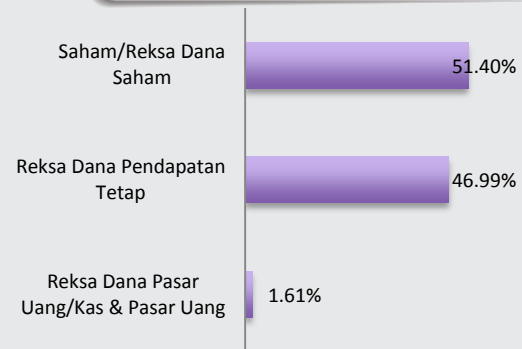 Saham/Reksa Dana
Saham
51.40%
Reksa Dana Pendapatan
Tetap
46.99%
Reksa Dana Pasar
Uang/Kas & Pasar Uang
1.61%